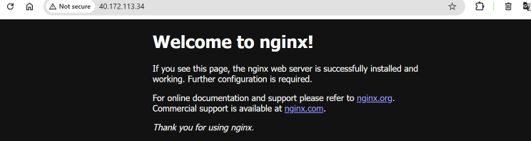 Not secure 40.172.113.34
Welcome to nginx!
If you see this page, the nginx web server is successfully installed and
working. Further configuration is required.
For online documentation and support please refer to nginx.org.
Commercial support is available at nginx.com.
Thank you for using nginx.